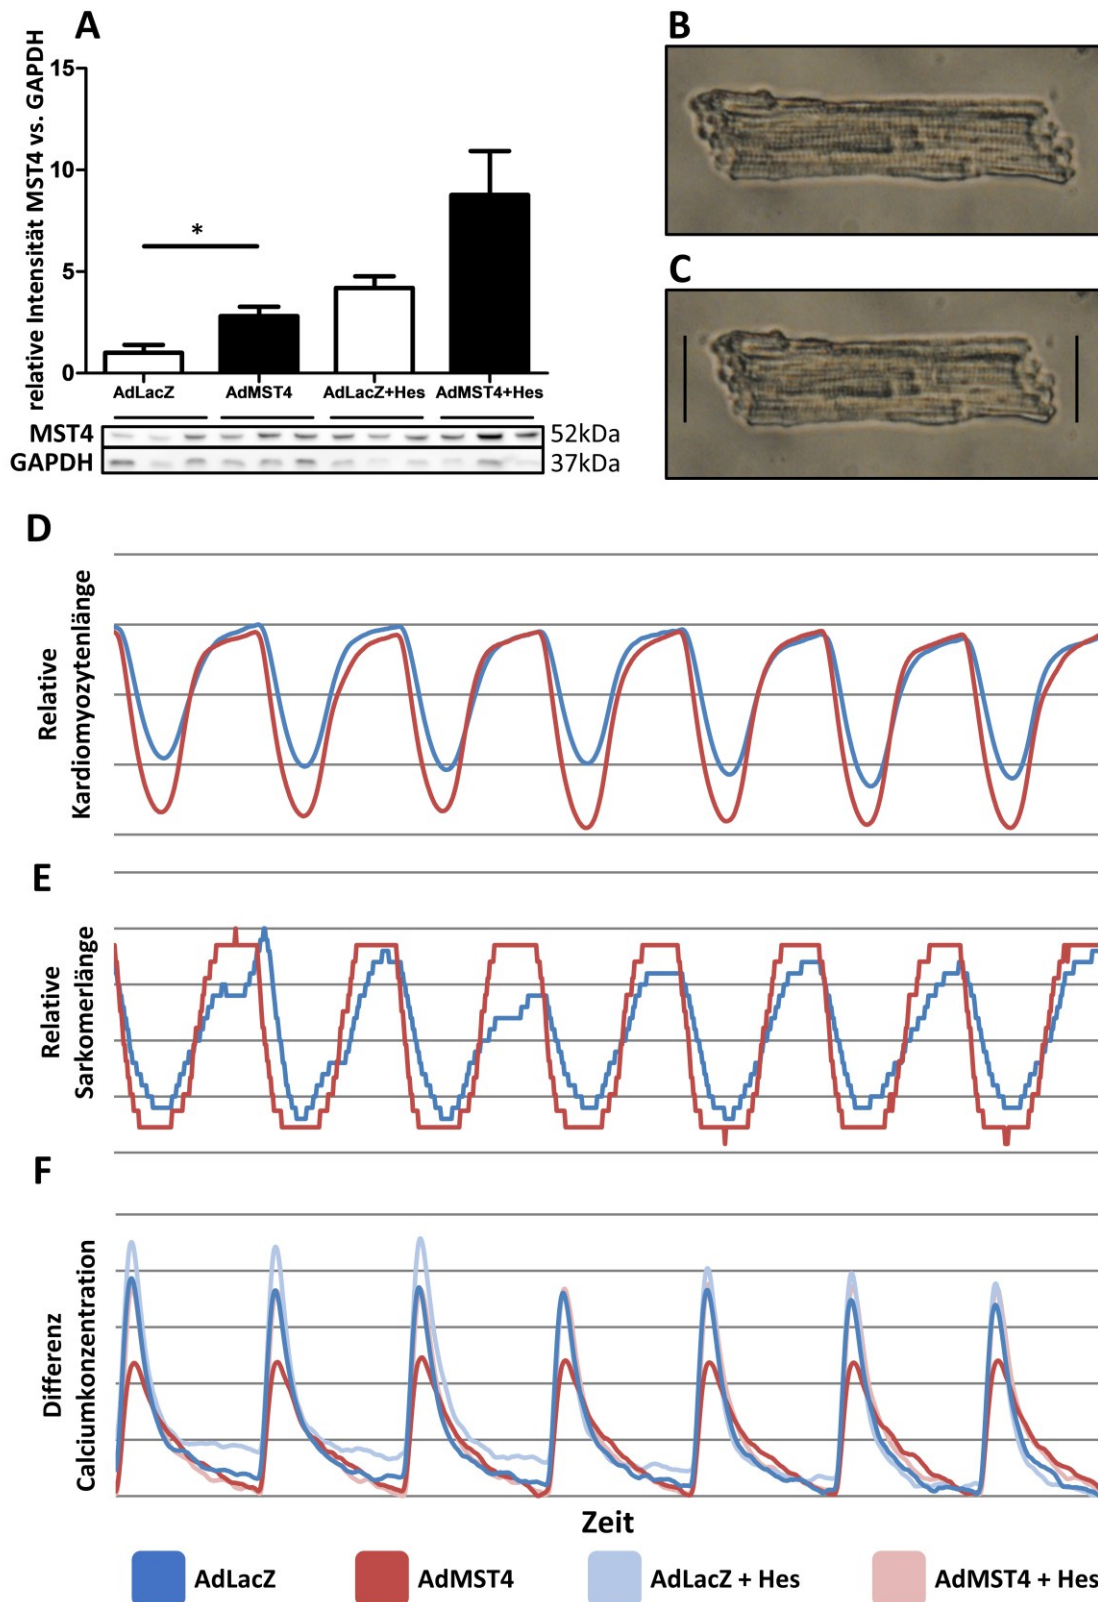 A
relative Intensität MST4 vs. GAPDH
15
10
5
0
*
AdLacZ AdMST4 AdLacZ+Hes AdMST4+Hes
MST4 52kDa
GAPDH 37kDa
B
C
D
Relative
Kardiomyozytenlänge
E
Relative
Sarkomerlänge
F
Differenz
Calciumkonzentration
Zeit
AdLacZ AdMST4 AdLacZ + Hes AdMST4 + Hes